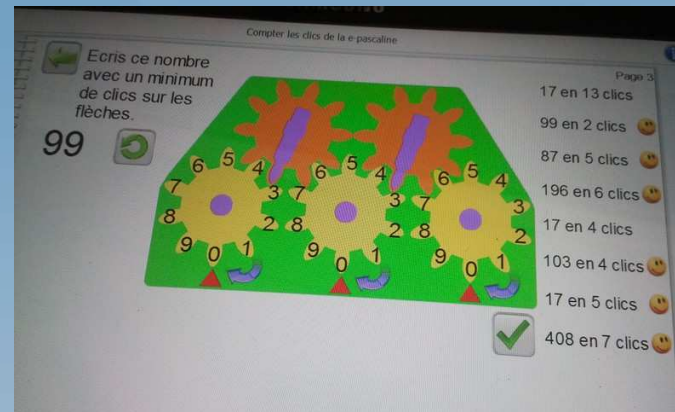 Compter les clics de la e-pascaline
Ecris ce nombre
avec un minimum
de clics sur les
flèches.
99
Page 3
17 en 13 clics
99 en 2 clics
87 en 5 clics
196 en 6 clics
17 en 4 clics
103 en 4 clics
17 en 5 clics
408 en 7 clics
6 5 4 3 2 1 0 9 8 7
6 5 4 3 2 1 0 9 8 7
6 5 4 3 2 1 0 9 8 7